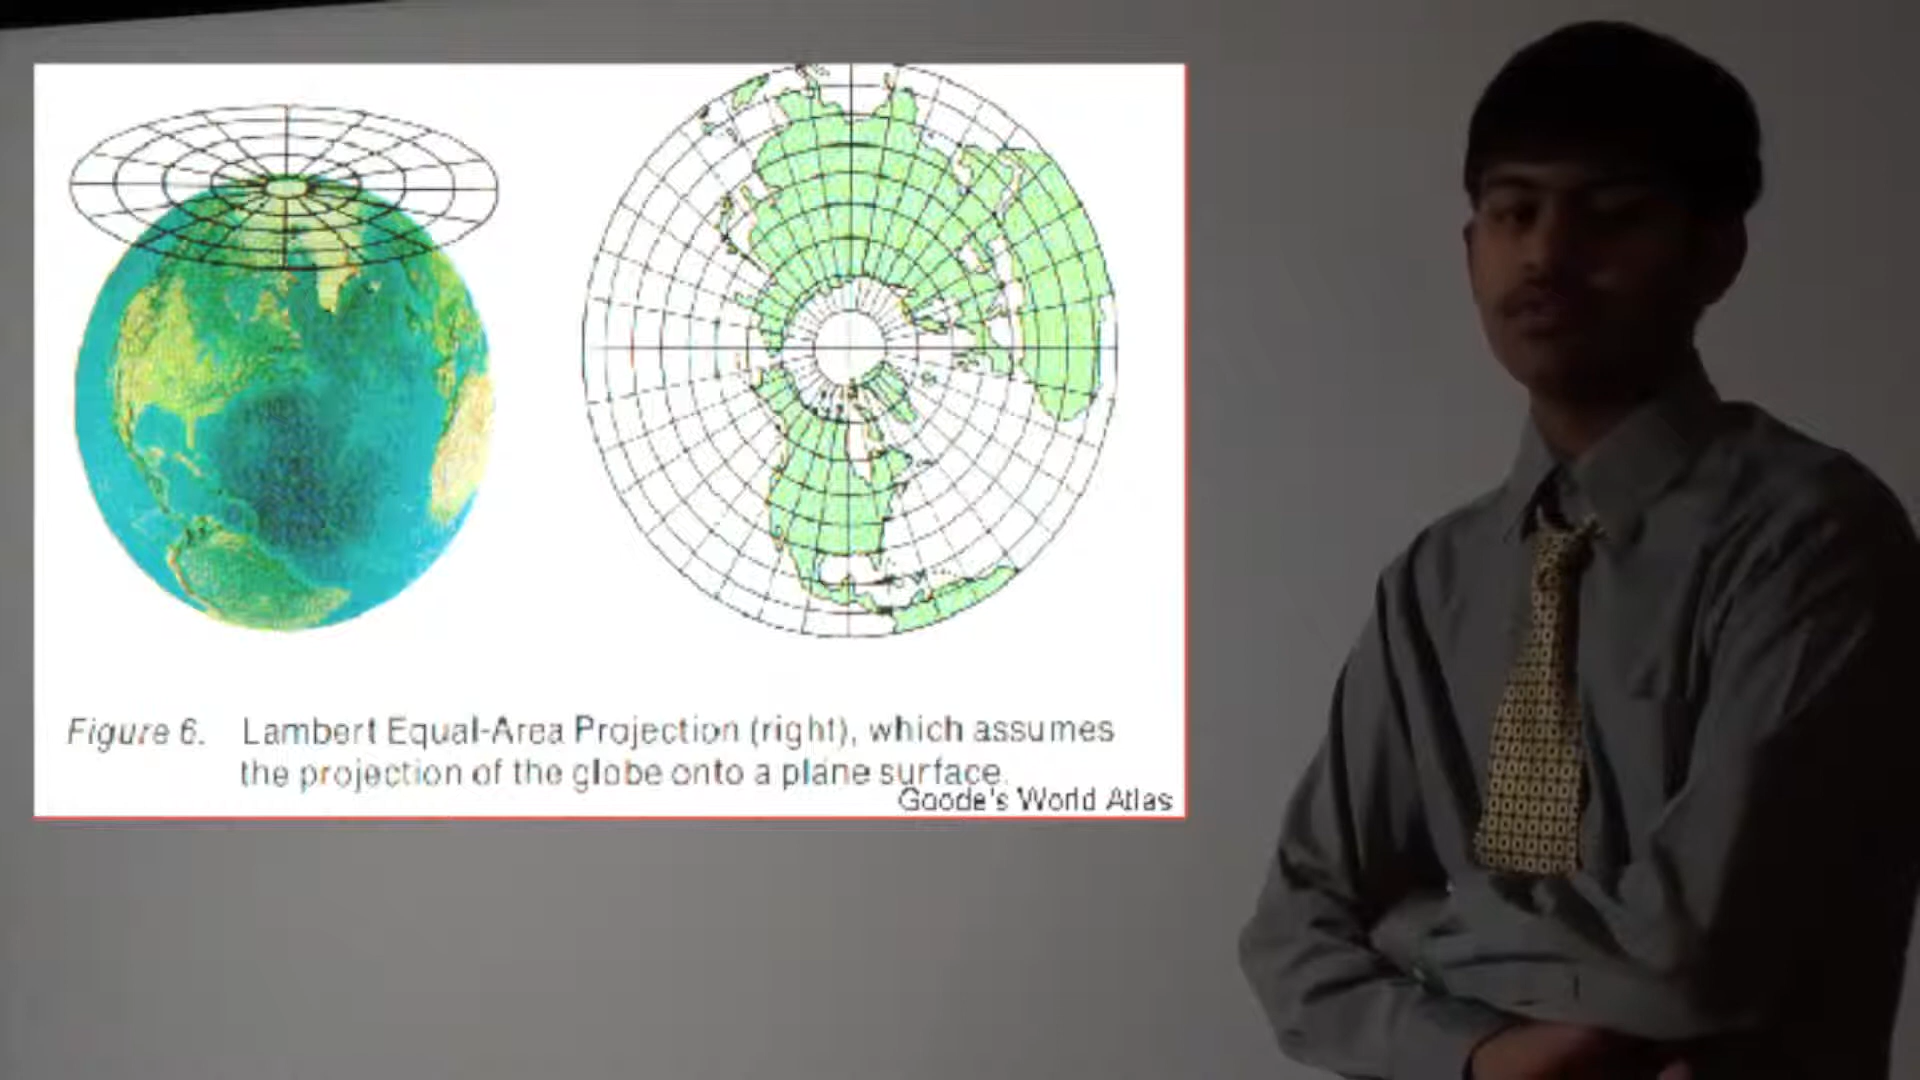 Figure 6. Lambert Equal-Area Projection (right), which assumes
the projection of the globe onto a plane surface.
Goode's World Atlas